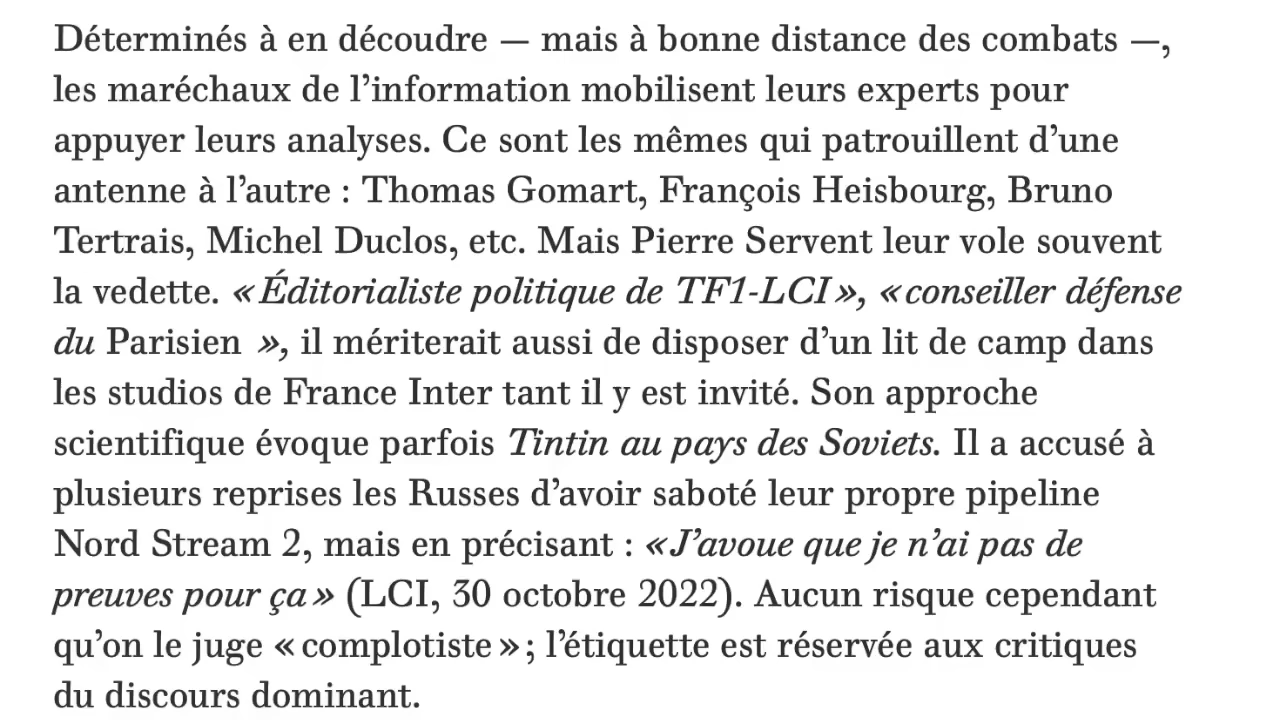 Déterminés à en découdre — mais à bonne distance des combats —,
les maréchaux de l’information mobilisent leurs experts pour
appuyer leurs analyses. Ce sont les mêmes qui patrouillent d’une
antenne à l’autre : Thomas Gomart, François Heisbourg, Bruno
Tertrais, Michel Duclos, etc. Mais Pierre Servent leur vole souvent
la vedette. « Éditorialiste politique de TF1-LCI », « conseiller défense
du Parisien », il mériterait aussi de disposer d’un lit de camp dans
les studios de France Inter tant il y est invité. Son approche
scientifique évoque parfois Tintin au pays des Soviets. Il a accusé à
plusieurs reprises les Russes d’avoir saboté leur propre pipeline
Nord Stream 2, mais en précisant : « J’avoue que je n’ai pas de
preuves pour ça » (LCI, 30 octobre 2022). Aucun risque cependant
qu’on le juge « complotiste » ; l’étiquette est réservée aux critiques
du discours dominant.